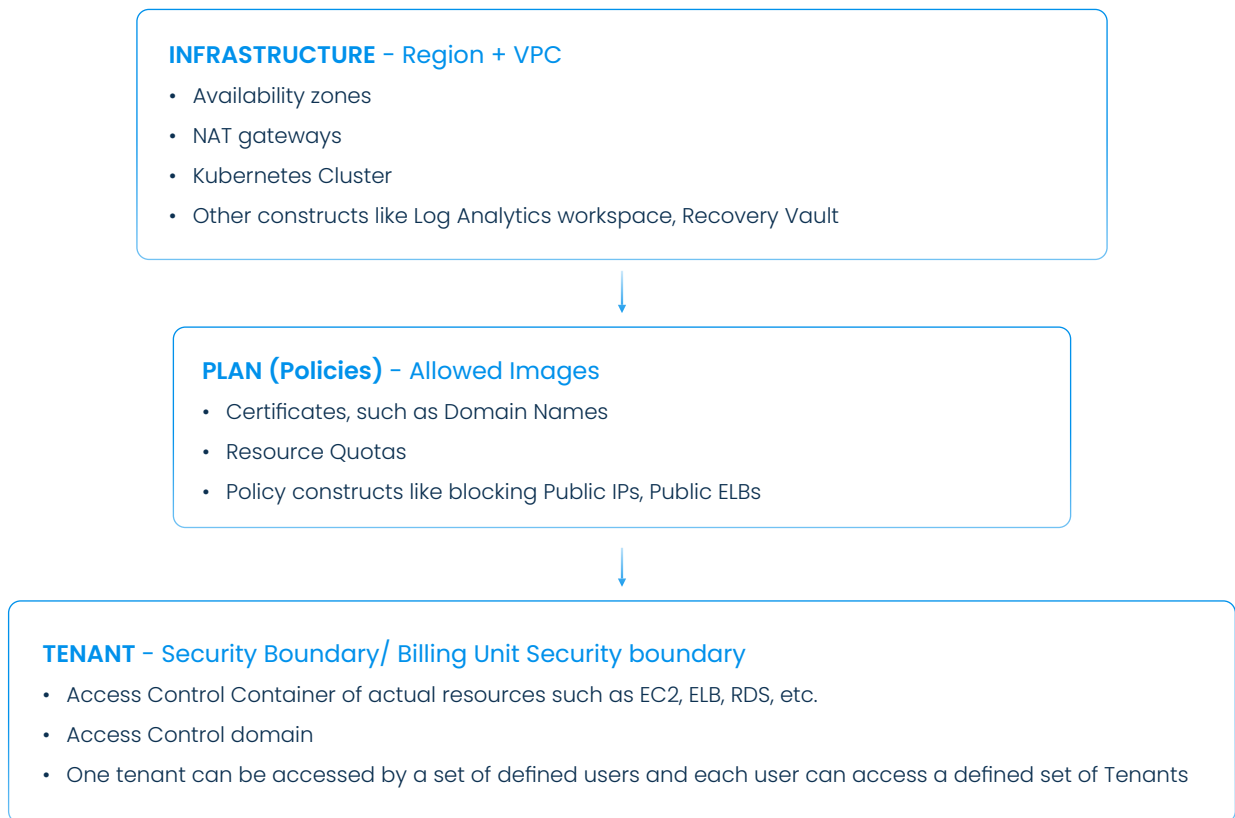 INFRASTRUCTURE - Region + VPC
• Availability zones
• NAT gateways
• Kubernetes Cluster
• Other constructs like Log Analytics workspace, Recovery Vault
PLAN (Policies) - Allowed Images
• Certificates, such as Domain Names
• Resource Quotas
• Policy constructs like blocking Public IPs, Public ELBs
TENANT - Security Boundary/ Billing Unit Security boundary
• Access Control Container of actual resources such as EC2, ELB, RDS, etc.
• Access Control domain
• One tenant can be accessed by a set of defined users and each user can access a defined set of Tenants